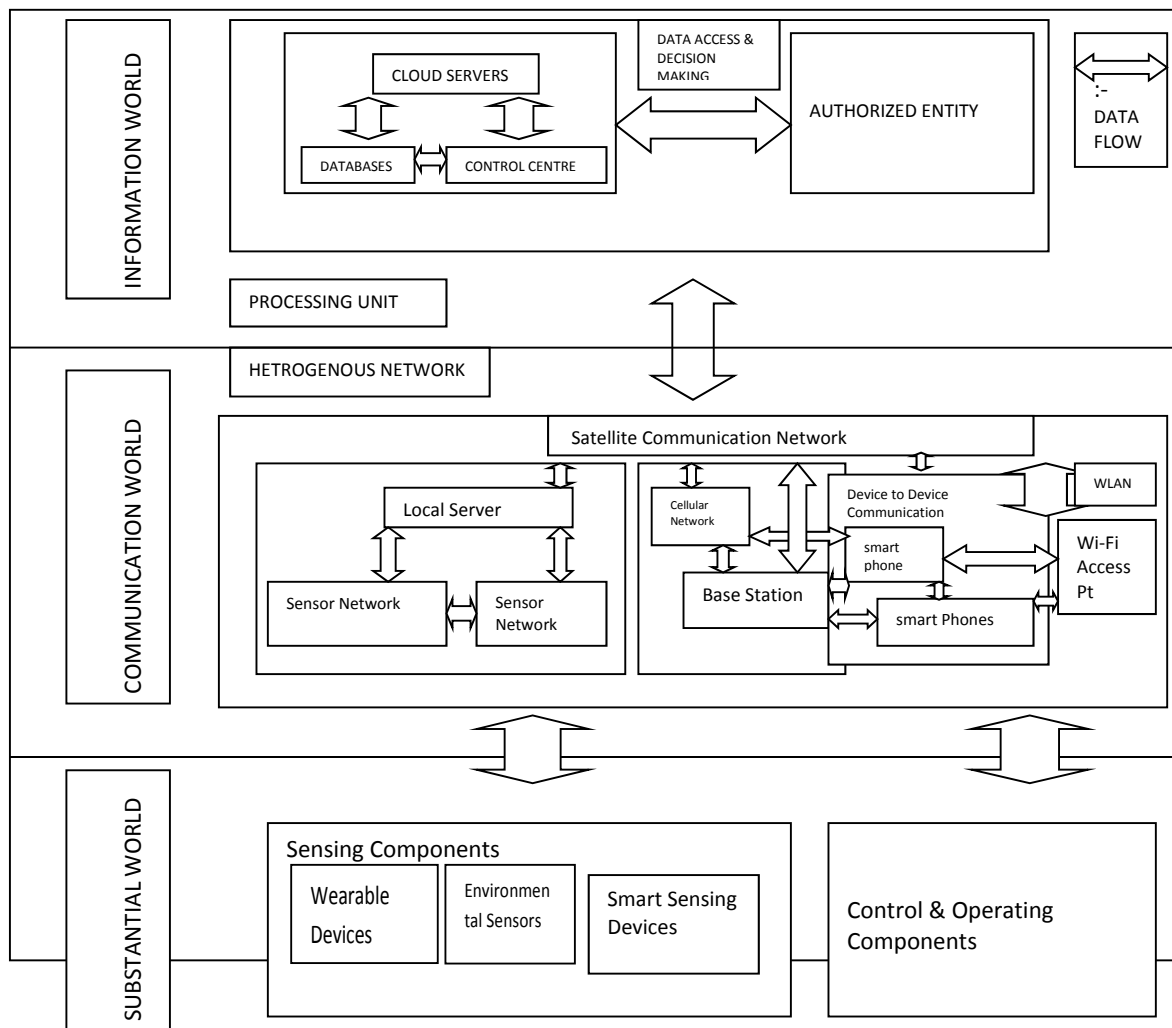 INFORMATION WORLD
CLOUD SERVERS
DATABASES
CONTROL CENTRE
DATA ACCESS &
DECISION
MAKING
AUTHORIZED ENTITY
:-
DATA
FLOW
PROCESSING UNIT
COMMUNICATION WORLD
HETROGENOUS NETWORK
Satellite Communication Network
Local Server
Sensor Network
Sensor
Network
Cellular
Network
Base Station
Device to Device
Communication
smart
phone
smart Phones
WLAN
Wi-Fi
Access
Pt
SUBSTANTIAL WORLD
Sensing Components
Wearable
Devices
Environmen
tal Sensors
Smart Sensing
Devices
Control & Operating
Components